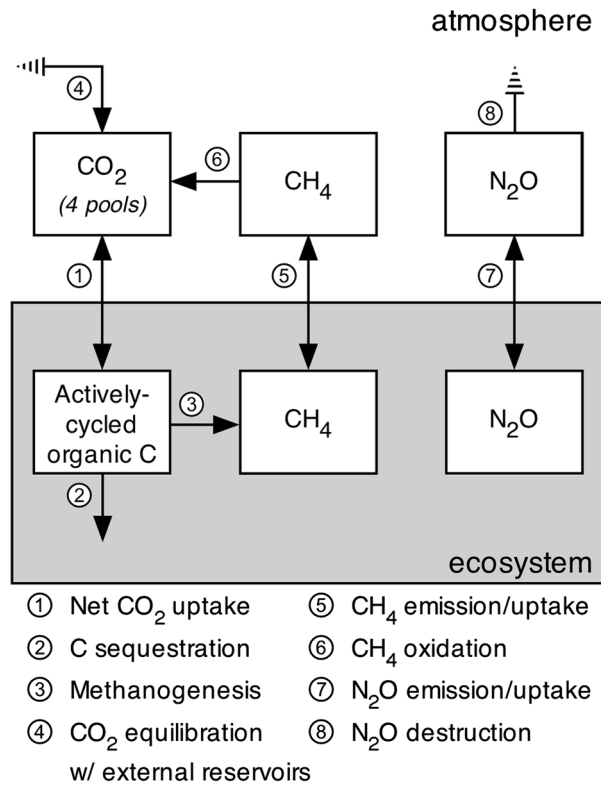 atmosphere
④
⑧
CO₂
(4 pools)
⑥
CH₄
N₂O
①
⑤
⑦
Actively-
cycled
organic C
③
CH₄
N₂O
②
ecosystem
① Net CO₂ uptake
② C sequestration
③ Methanogenesis
④ CO₂ equilibration
w/ external reservoirs
⑤ CH₄ emission/uptake
⑥ CH₄ oxidation
⑦ N₂O emission/uptake
⑧ N₂O destruction